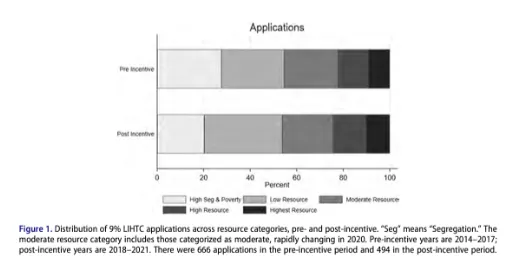 Applications
Pre Incentive
Post Incentive
0 20 40 60 80 100
Percent
High Seg & Poverty Low Resource Moderate Resource
High Resource Highest Resource
Figure 1. Distribution of 9% LIHTC applications across resource categories, pre- and post-incentive. "Seg" means "Segregation." The
moderate resource category includes those categorized as moderate, rapidly changing in 2020. Pre-incentive years are 2014–2017;
post-incentive years are 2018–2021. There were 666 applications in the pre-incentive period and 494 in the post-incentive period.